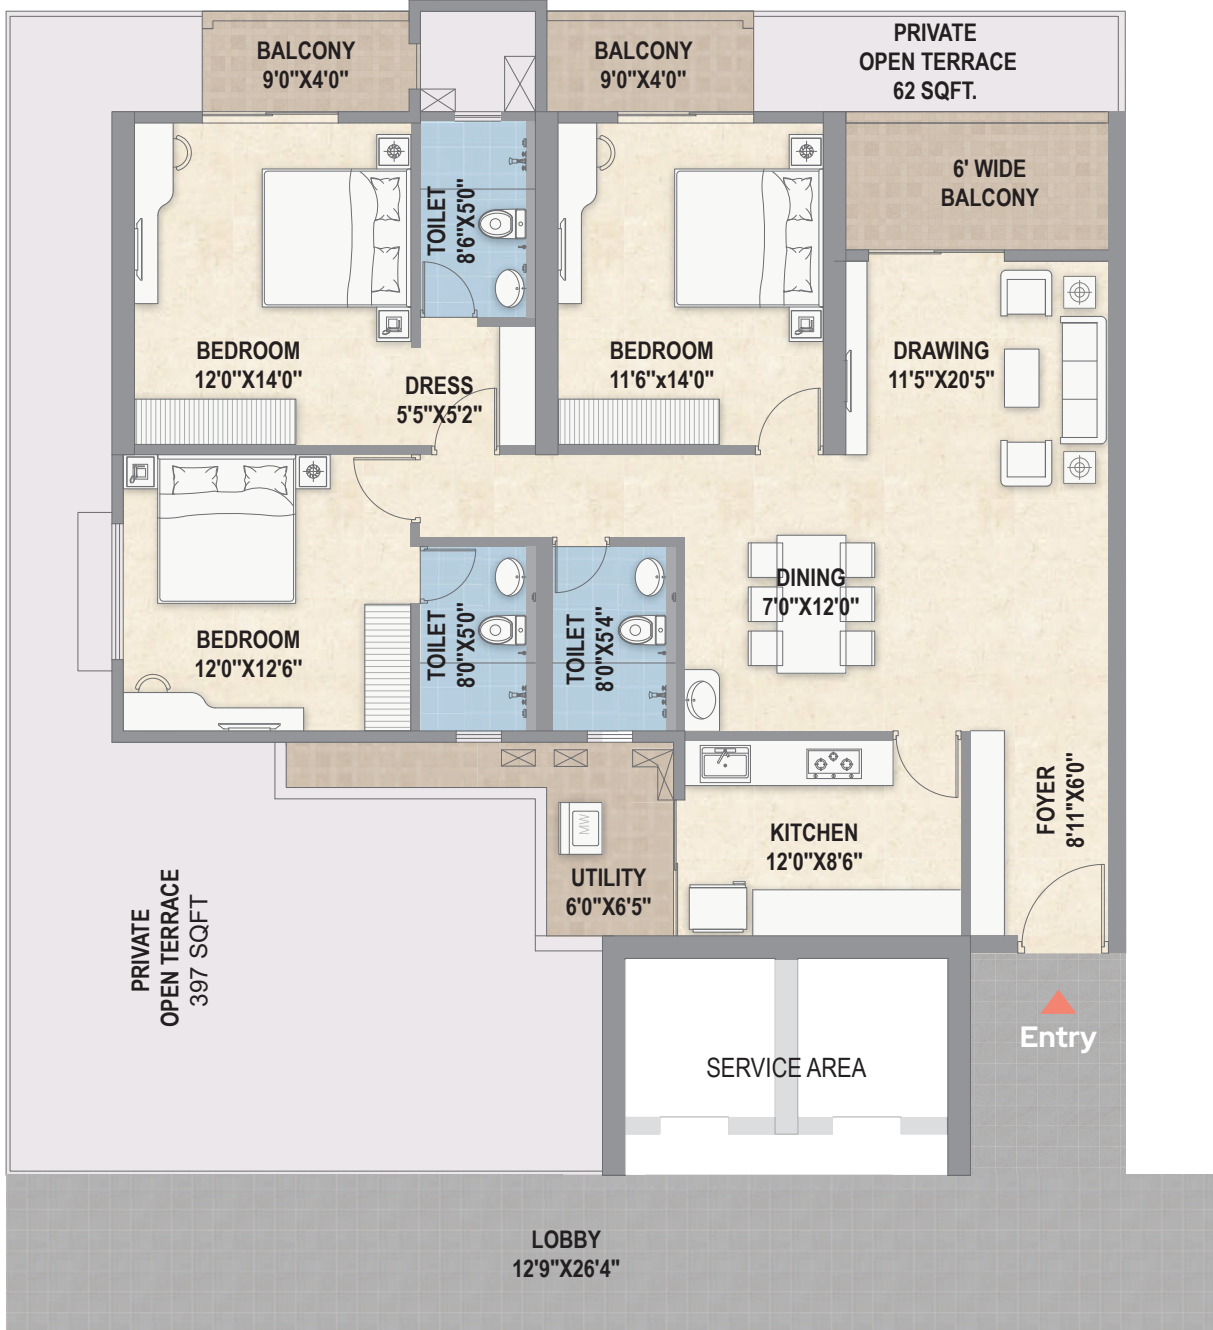 BALCONY
9'0"X4'0"
BALCONY
9'0"X4'0"
PRIVATE
OPEN TERRACE
62 SQFT.
6' WIDE
BALCONY
TOILET
8'6"X5'0"
BEDROOM
12'0"X14'0"
DRESS
5'5"X5'2"
BEDROOM
11'6"x14'0"
DRAWING
11'5"X20'5"
BEDROOM
12'0"X12'6"
TOILET
8'0"X5'0"
TOILET
8'0"X5'4"
DINING
7'0"X12'0"
FOYER
8'11"X6'0"
KITCHEN
12'0"X8'6"
MW
UTILITY
6'0"X6'5"
PRIVATE
OPEN TERRACE
397 SQFT
Entry
SERVICE AREA
LOBBY
12'9"X26'4"